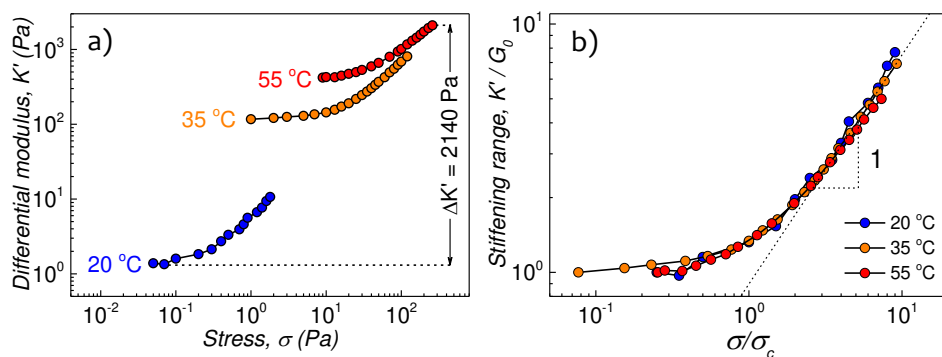 a)
Differential modulus, K' (Pa)
10³
10²
10¹
10⁰
55 °C
35 °C
20 °C
ΔK' = 2140 Pa
10⁻² 10⁻¹ 10⁰ 10¹ 10²
Stress, σ (Pa)
b)
Stiffening range, K' / G₀
10¹
10⁰
1
20 °C
35 °C
55 °C
10⁻¹ 10⁰ 10¹
σ/σc